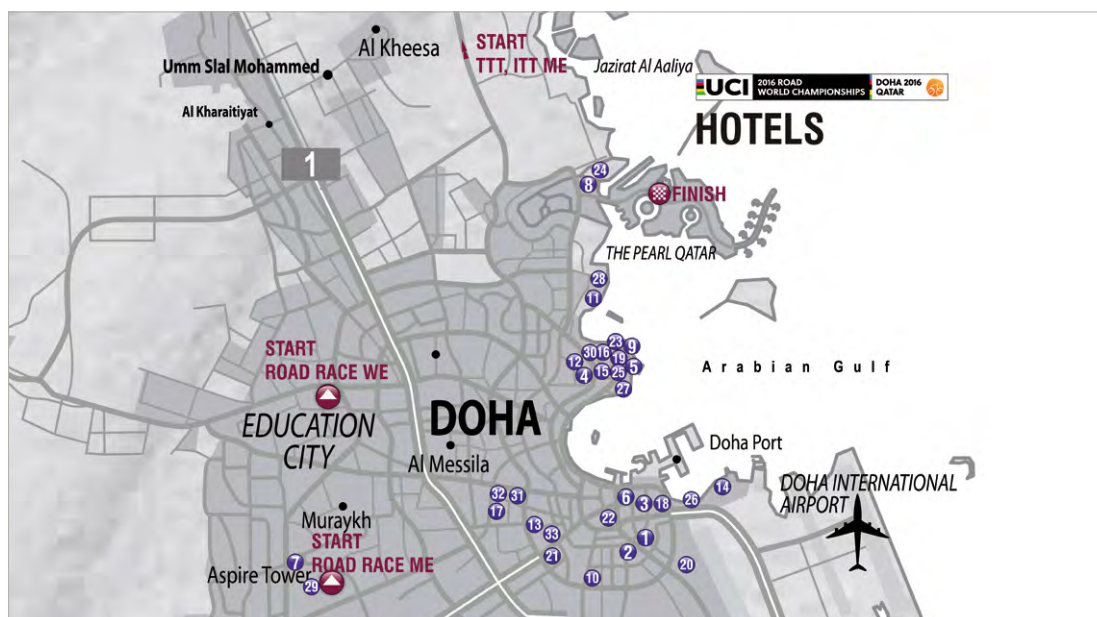 Al Kheesa
START
TTT, ITT ME
Umm Slal Mohammed
Jazirat Al Aaliya
UCI 2016 ROAD WORLD CHAMPIONSHIPS DOHA 2016 QATAR
HOTELS
Al Kharaitiyat
1
24
8
FINISH
THE PEARL QATAR
28
11
START
ROAD RACE WE
23
9
30
16
19
12
5
4
15
25
27
Arabian Gulf
EDUCATION
CITY
DOHA
Al Messila
Doha Port
DOHA INTERNATIONAL
AIRPORT
14
32
31
6
3
18
26
17
22
Muraykh
13
33
1
START
ROAD RACE ME
2
21
7
Aspire Tower
20
29
10